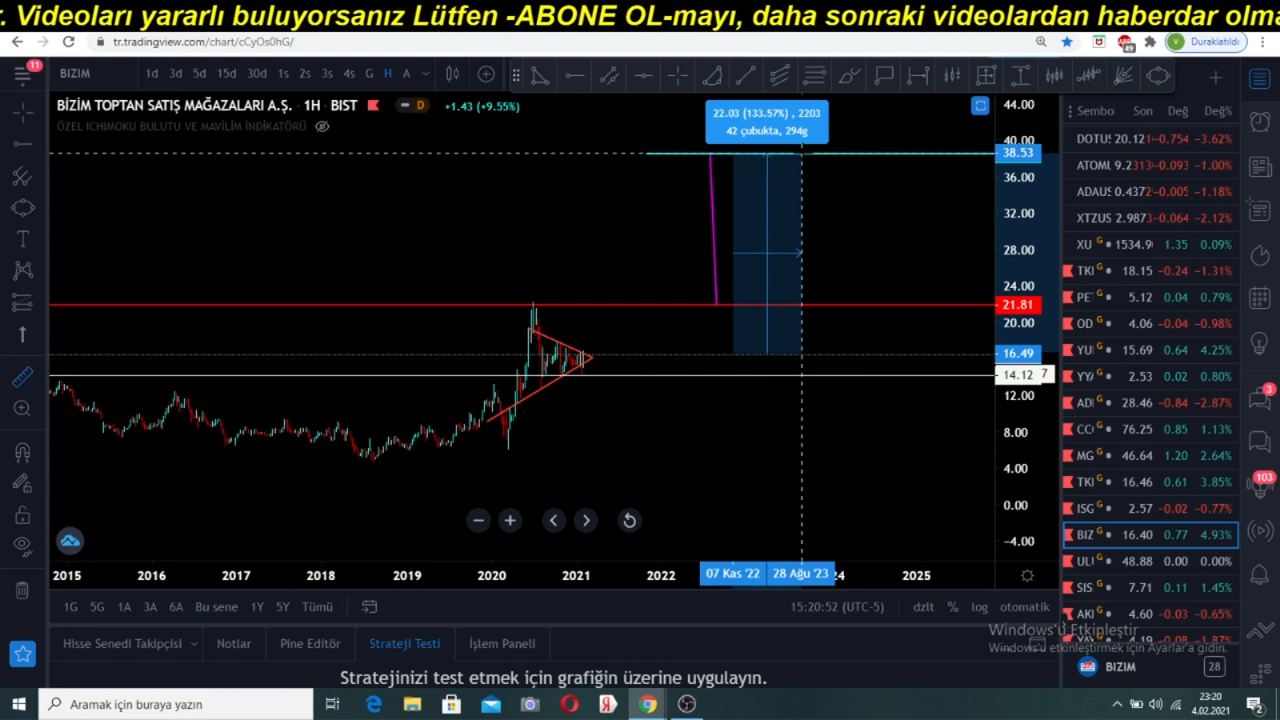 r. Videoları yararlı buluyorsanız Lütfen -ABONE OL-mayı, daha sonraki videolardan haberdar olma
tr.tradingview.com/chart/cCyOs0hG/
49
V Duraklatıldı
11
BIZIM 1d 3d 5d 15d 30d 1s 2s 3s 4s G H A
BİZİM TOPTAN SATIŞ MAĞAZALARI A.Ş. · 1H · BIST D +1.43 (+9.55%)
ÖZEL ICHIMOKU BULUTU VE MAVİLİM İNDİKATÖRÜ
22.03 (133.57%) , 2203
42 çubukta, 294g
44.00
40.00
38.53
36.00
32.00
28.00
24.00
21.81
20.00
16.49
14.12 7
12.00
8.00
4.00
0.00
−4.00
2015 2016 2017 2018 2019 2020 2021 2022 07 Kas '22 28 Ağu '23 24 2025
Sembo Son Değ Değ%
DOTU 20.121 -0.754 -3.62%
ATOMU 9.2313 -0.093 -1.00%
ADAUS 0.4372 -0.005 -1.18%
XTZUS 2.9873 -0.064 -2.12%
XU G 1534.9 1.35 0.09%
TKI G 18.15 -0.24 -1.31%
PE G 5.12 0.04 0.79%
OD G 4.06 -0.04 -0.98%
YU G 15.69 0.64 4.25%
YY G 2.53 0.02 0.80%
ADI G 28.46 -0.84 -2.87%
CC G 76.25 0.85 1.13%
MG G 46.64 1.20 2.64%
TKI G 16.46 0.61 3.85%
ISG G 2.57 -0.02 -0.77%
BIZ G 16.40 0.77 4.93%
ULI G 48.88 0.00 0.00%
SIS G 7.71 0.11 1.45%
AKI G 4.60 -0.03 -0.65%
4.19 -0.08 -1.87%
3
103
1G 5G 1A 3A 6A Bu sene 1Y 5Y Tümü
15:20:52 (UTC-5) dzlt % log otomatik
Windows'u Etkinleştir
Windows'u etkinleştirmek için Ayarlar'a gidin.
Hisse Senedi Takipçisi Notlar Pine Editör Strateji Testi İşlem Paneli
BIZIM 28
Stratejinizi test etmek için grafiğin üzerine uygulayın.
Aramak için buraya yazın
23:20
4.02.2021
2